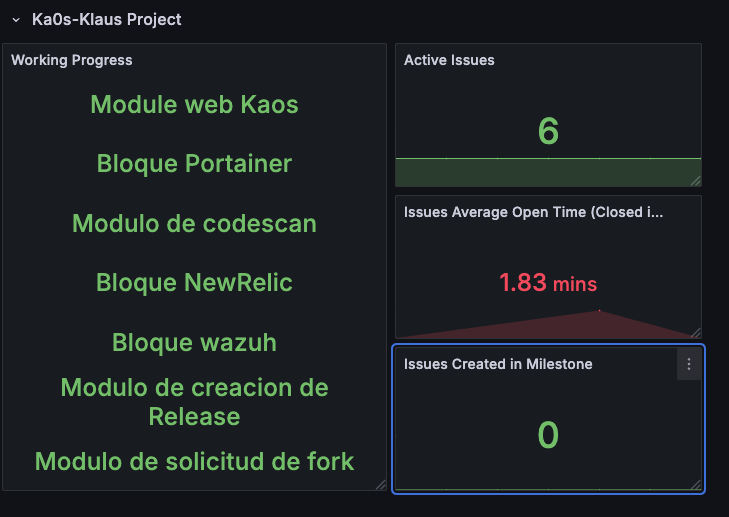 Ka0s-Klaus Project
Working Progress
Module web Kaos
Bloque Portainer
Modulo de codescan
Bloque NewRelic
Bloque wazuh
Modulo de creacion de
Release
Modulo de solicitud de fork
Active Issues
6
Issues Average Open Time (Closed i...
1.83 mins
Issues Created in Milestone
0